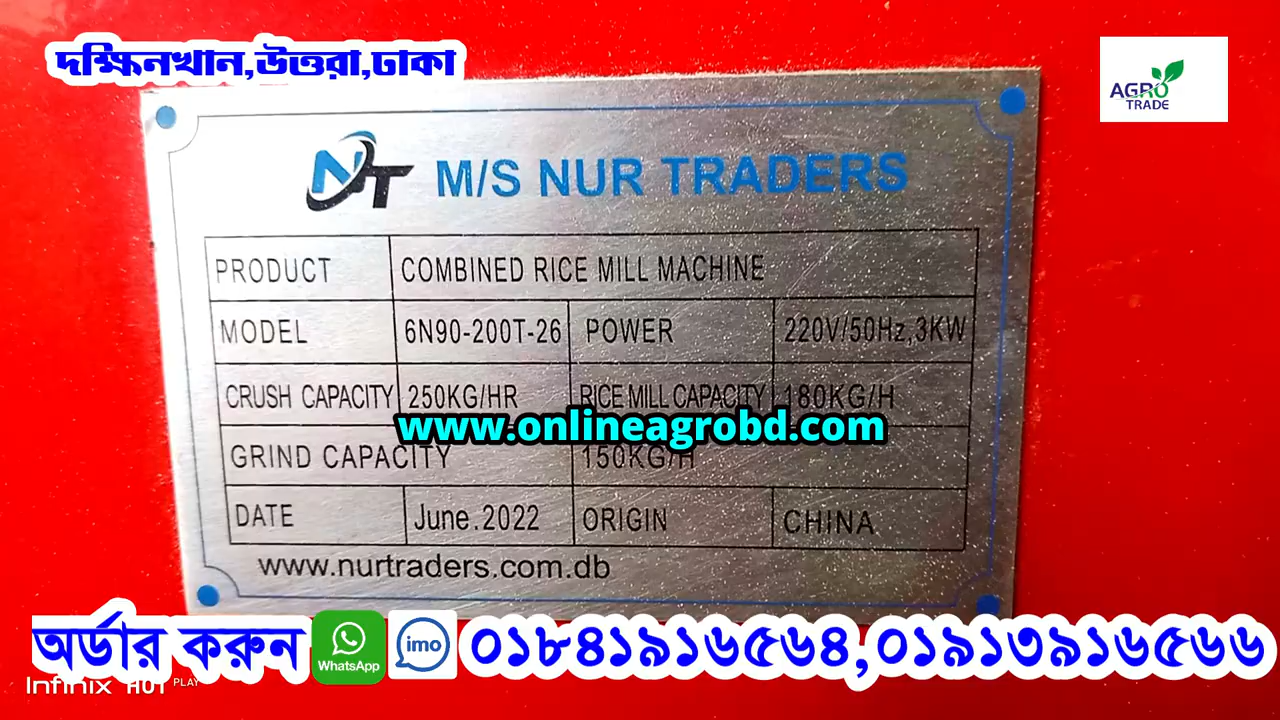 দক্ষিনখান,উত্তরা,ঢাকা
AGRO
TRADE
NT M/S NUR TRADERS
PRODUCT COMBINED RICE MILL MACHINE
MODEL 6N90-200T-26 POWER 220V/50Hz,3KW
CRUSH CAPACITY 250KG/HR RICE MILL CAPACITY 180KG/H
www.onlineagrobd.com
GRIND CAPACITY 150KG/H
DATE June.2022 ORIGIN CHINA
www.nurtraders.com.db
অর্ডার করুন WhatsApp imo ০১৮৪১৯১৬৫৬৪,০১৯১৩৯১৬৫৬৬
Infinix HOT PLAY